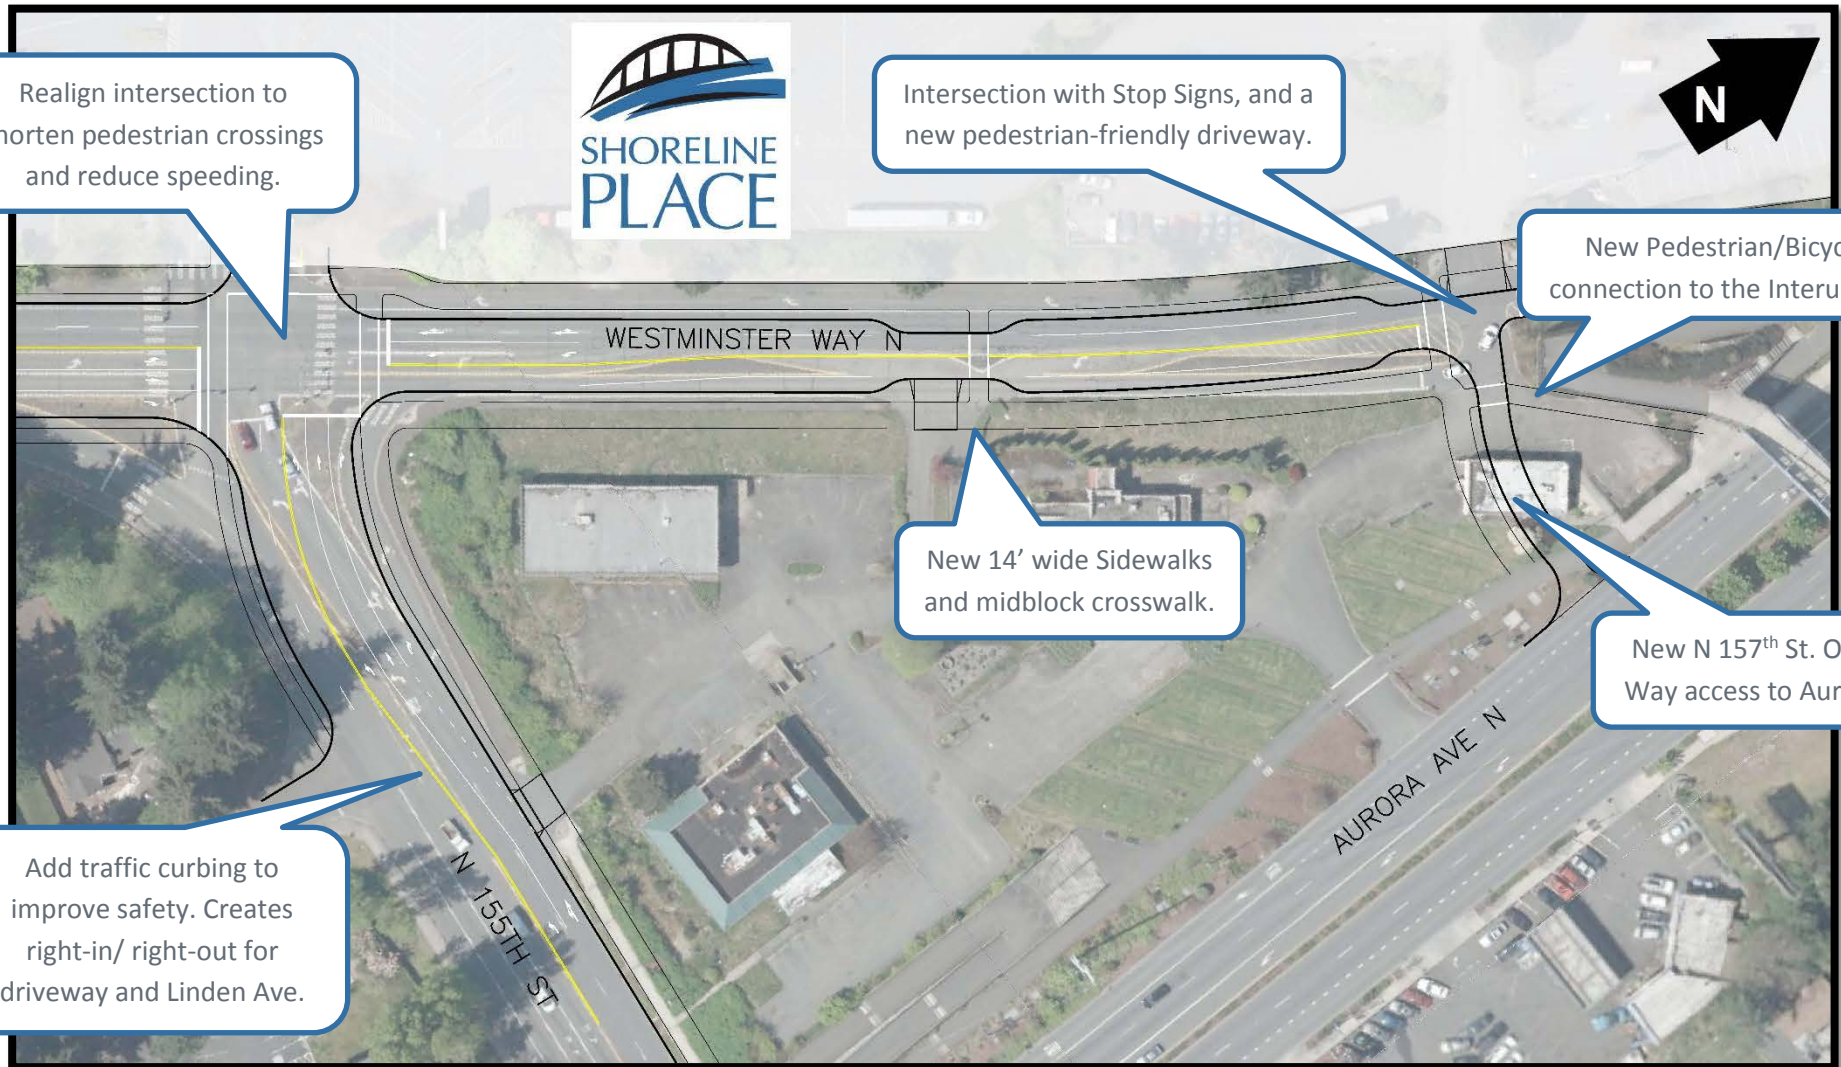 Realign intersection to
horten pedestrian crossings
and reduce speeding.
SHORELINE
PLACE
Intersection with Stop Signs, and a
new pedestrian-friendly driveway.
N
New Pedestrian/Bicyc
connection to the Interu
WESTMINSTER WAY N
New 14’ wide Sidewalks
and midblock crosswalk.
New N 157th St. O
Way access to Aur
AURORA AVE N
Add traffic curbing to
improve safety. Creates
right-in/ right-out for
driveway and Linden Ave.
N 155TH ST